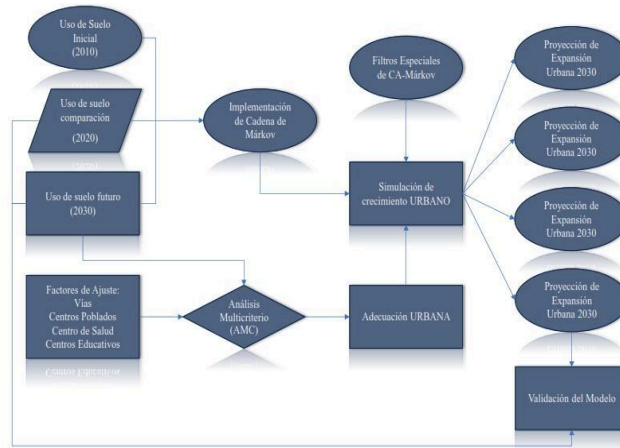 Uso de Suelo
Inicial
(2010)
Uso de suelo
comparación
(2020)
Uso de suelo futuro
(2030)
Factores de Ajuste:
Vías
Centros Poblados
Centro de Salud
Centros Educativos
Implementación
de Cadena de
Márkov
Análisis
Multicriterio
(AMC)
Filtros Especiales
de CA-Márkov
Simulación de
crecimiento URBANO
Adecuación URBANA
Proyección de
Expansión
Urbana 2030
Proyección de
Expansión
Urbana 2030
Proyección de
Expansión
Urbana 2030
Proyección de
Expansión
Urbana 2030
Validación del Modelo